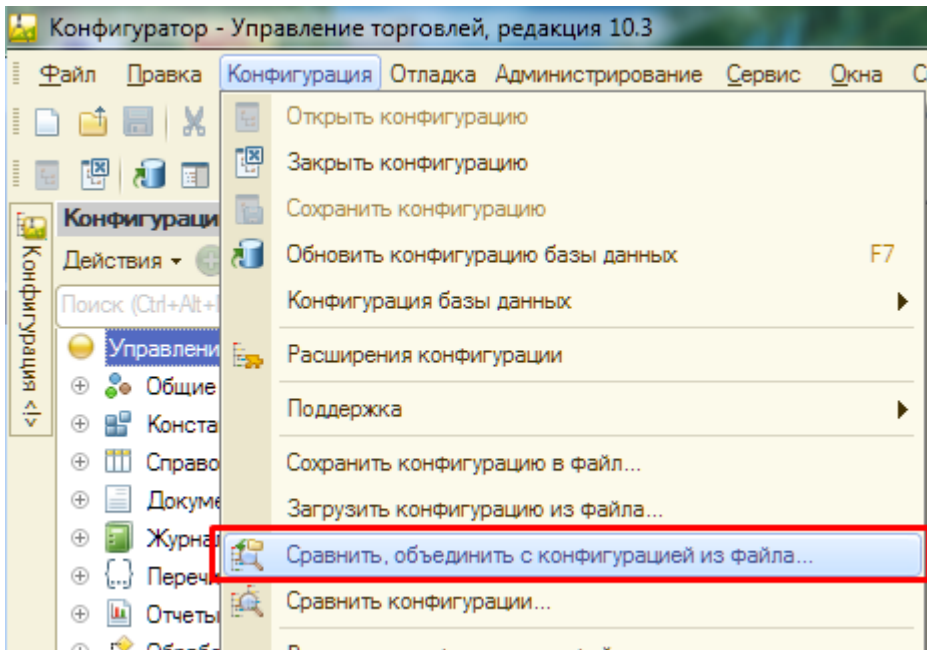 Конфигуратор - Управление торговлей, редакция 10.3
Файл Правка Конфигурация Отладка Администрирование Сервис Окна С
Открыть конфигурацию
Закрыть конфигурацию
Сохранить конфигурацию
Конфигураци
Обновить конфигурацию базы данных F7
Действия
Конфигурация базы данных
Поиск (Ctrl+Alt+
Управлени
Расширения конфигурации
Общие
Поддержка
Конста
Сохранить конфигурацию в файл...
Справо
Загрузить конфигурацию из файла...
Докуме
Журнал
Сравнить, объединить с конфигурацией из файла...
Перечи
Сравнить конфигурации...
Отчеты
Конфигурация